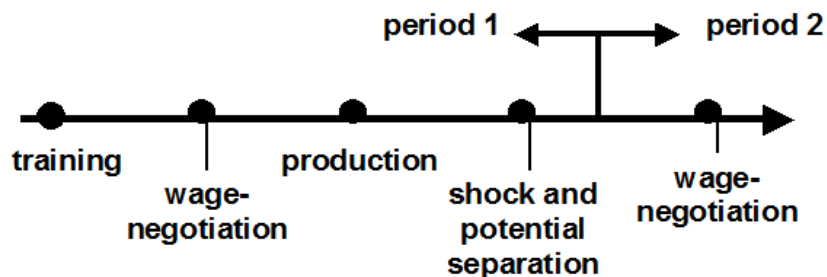 period 1
period 2
training
wage-
negotiation
production
shock and
potential
separation
wage-
negotiation